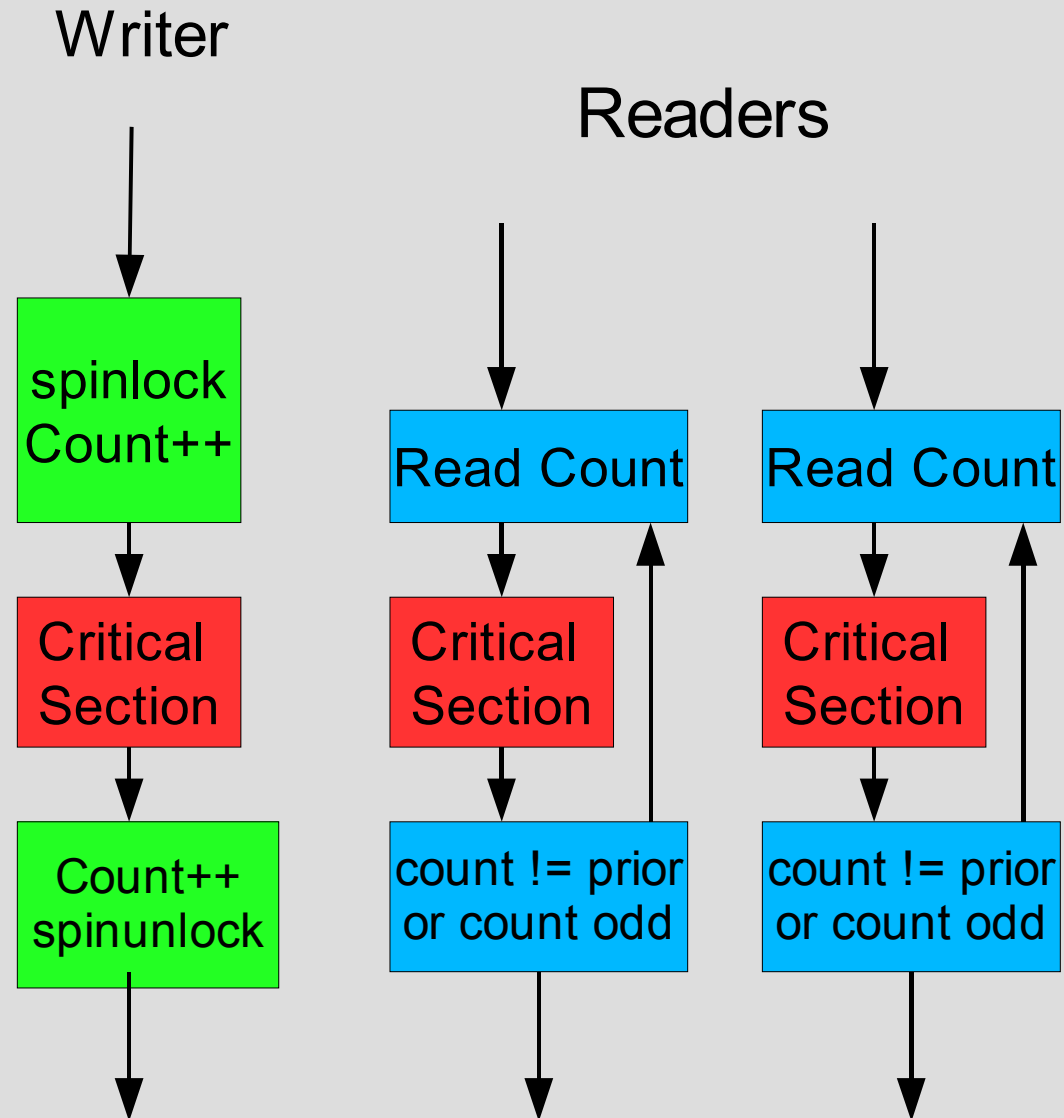 Writer
Readers
spinlock
Count++
Critical
Section
Count++
spinunlock
Read Count
Critical
Section
count != prior
or count odd
Read Count
Critical
Section
count != prior
or count odd